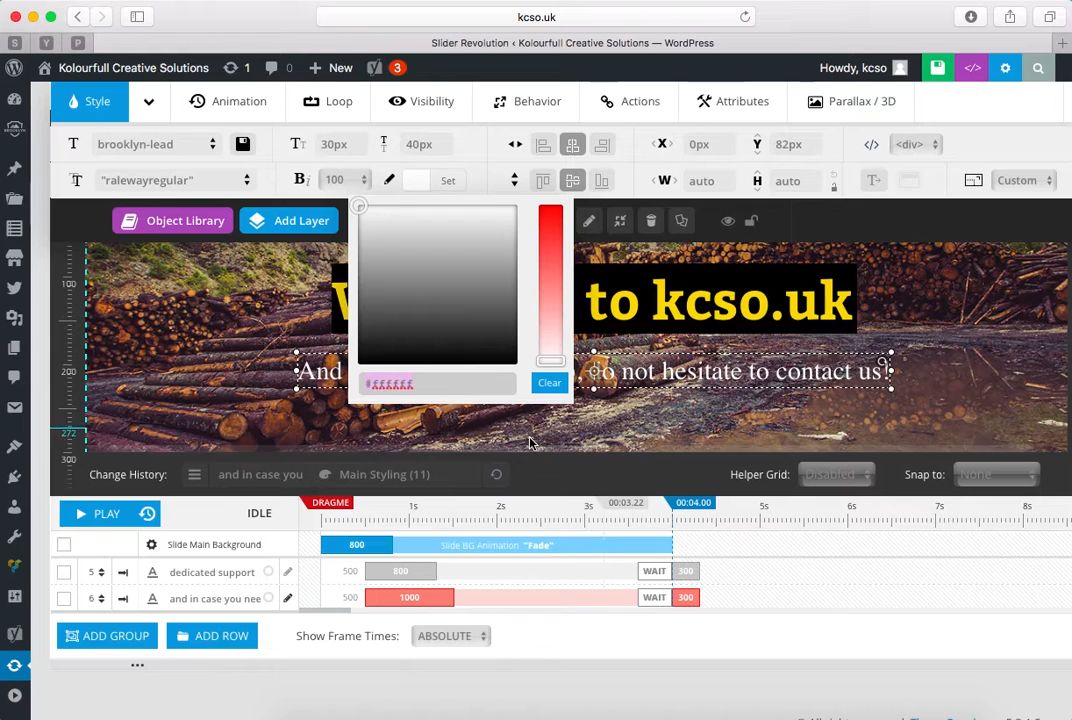 kcso.uk
S Y P Slider Revolution ‹ Kolourfull Creative Solutions — WordPress
Kolourfull Creative Solutions 1 0 New 3 Howdy, kcso
Style Animation Loop Visibility Behavior Actions Attributes Parallax / 3D
brooklyn-lead 30px 40px X 0px Y 82px <div>
"ralewayregular" 100 Set W auto H auto Custom
Object Library Add Layer
to kcso.uk
And , do not hesitate to contact us!
#ffffff Clear
100
200
272
300
Change History: and in case you Main Styling (11) Helper Grid: Disabled Snap to: None
PLAY IDLE DRAGME 1s 2s 3s 00:03.22 00:04.00 5s 6s 7s 8s
Slide Main Background 800 Slide BG Animation "Fade"
5 dedicated support 500 800 WAIT 300
6 and in case you nee 500 1000 WAIT 300
ADD GROUP ADD ROW Show Frame Times: ABSOLUTE